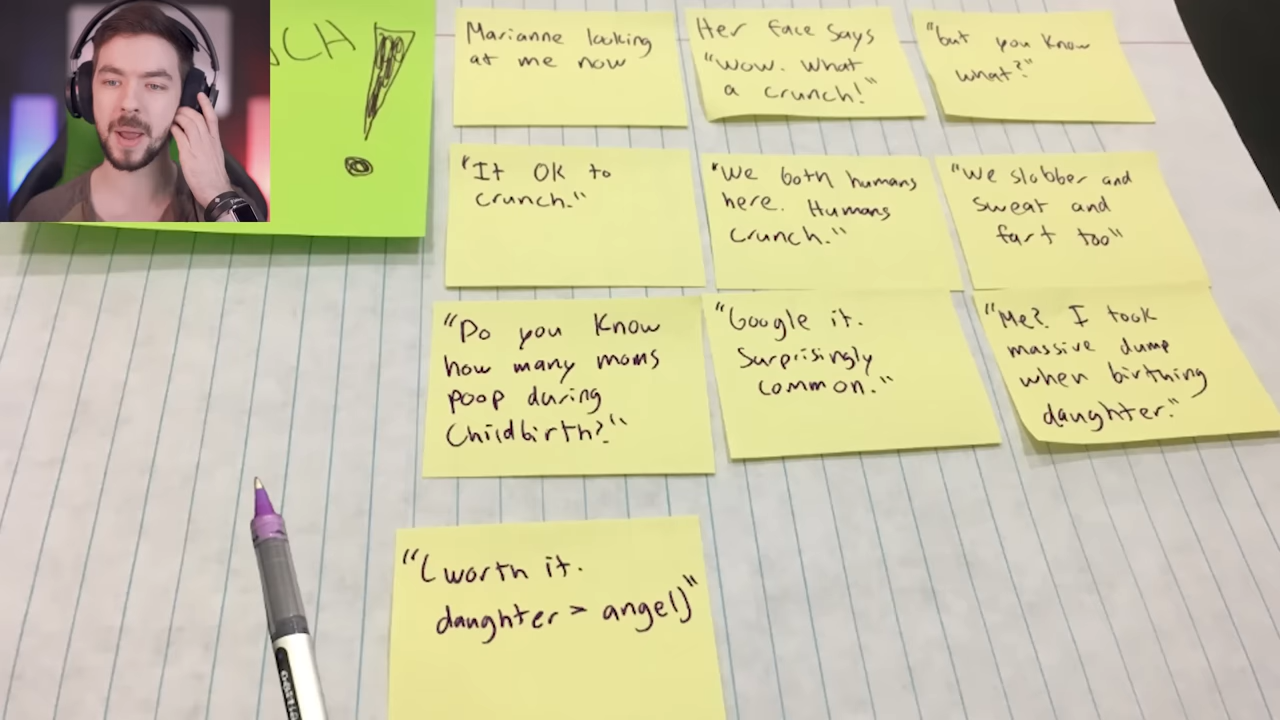 Marianne looking
at me now
Her face says
"Wow. What
a crunch!"
"but you know
what?"
"It OK to
crunch."
"We both humans
here. Humans
crunch."
"We slobber and
sweat and
fart too"
"Do you know
how many moms
poop during
Childbirth?"
"Google it.
Surprisingly
common."
"Me? I took
massive dump
when birthing
daughter."
"(worth it.
daughter > angel)"